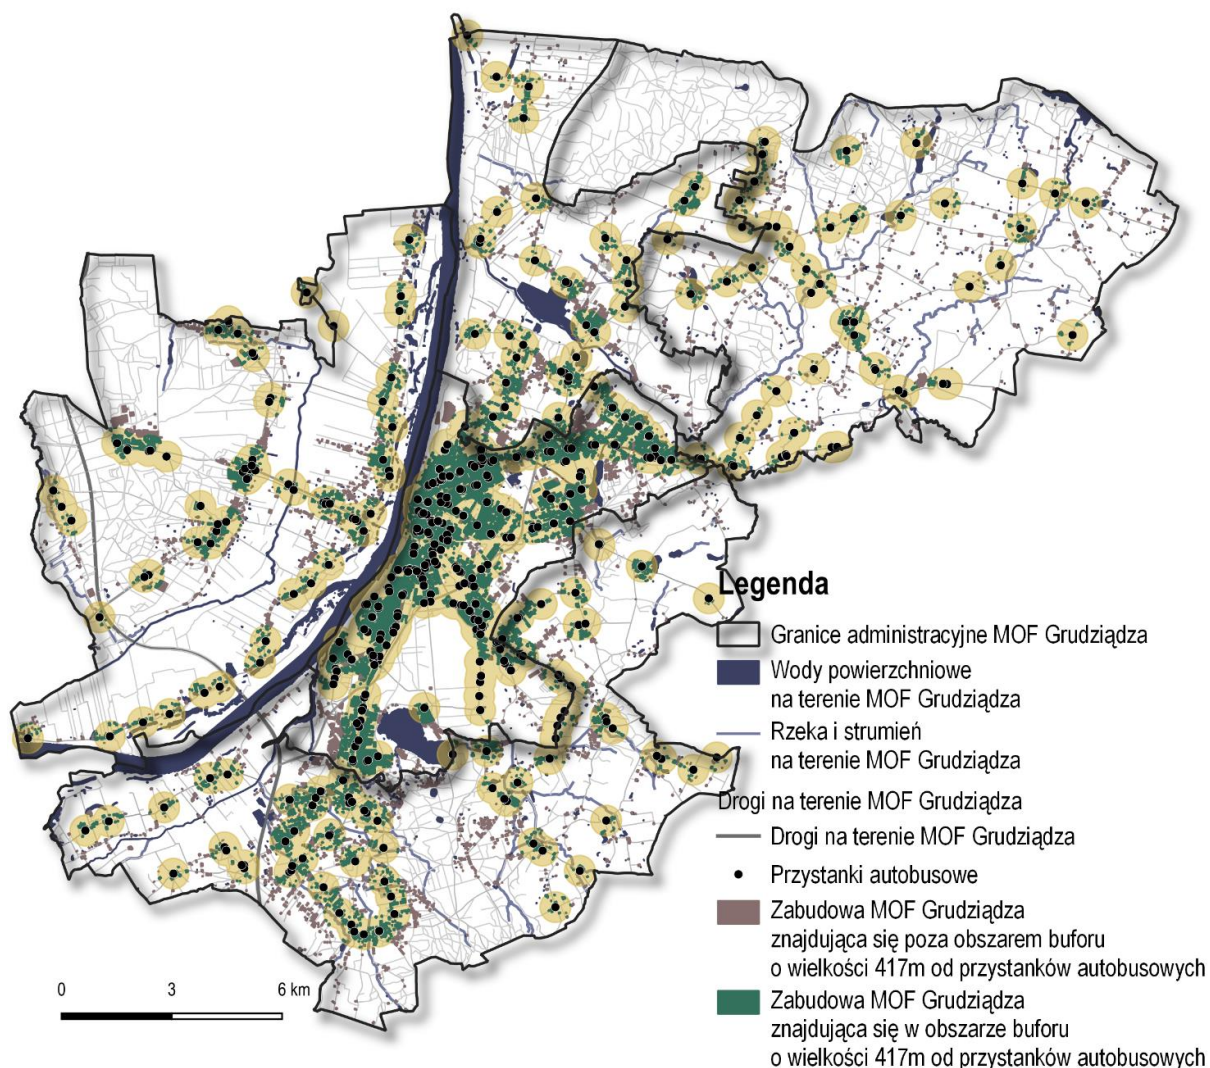 Legenda
Granice administracyjne MOF Grudziądza
Wody powierzchniowe
na terenie MOF Grudziądza
Rzeka i strumień
na terenie MOF Grudziądza
Drogi na terenie MOF Grudziądza
Drogi na terenie MOF Grudziądza
Przystanki autobusowe
Zabudowa MOF Grudziądza
znajdująca się poza obszarem buforu
o wielkości 417m od przystanków autobusowych
Zabudowa MOF Grudziądza
znajdująca się w obszarze buforu
o wielkości 417m od przystanków autobusowych
0 3 6 km